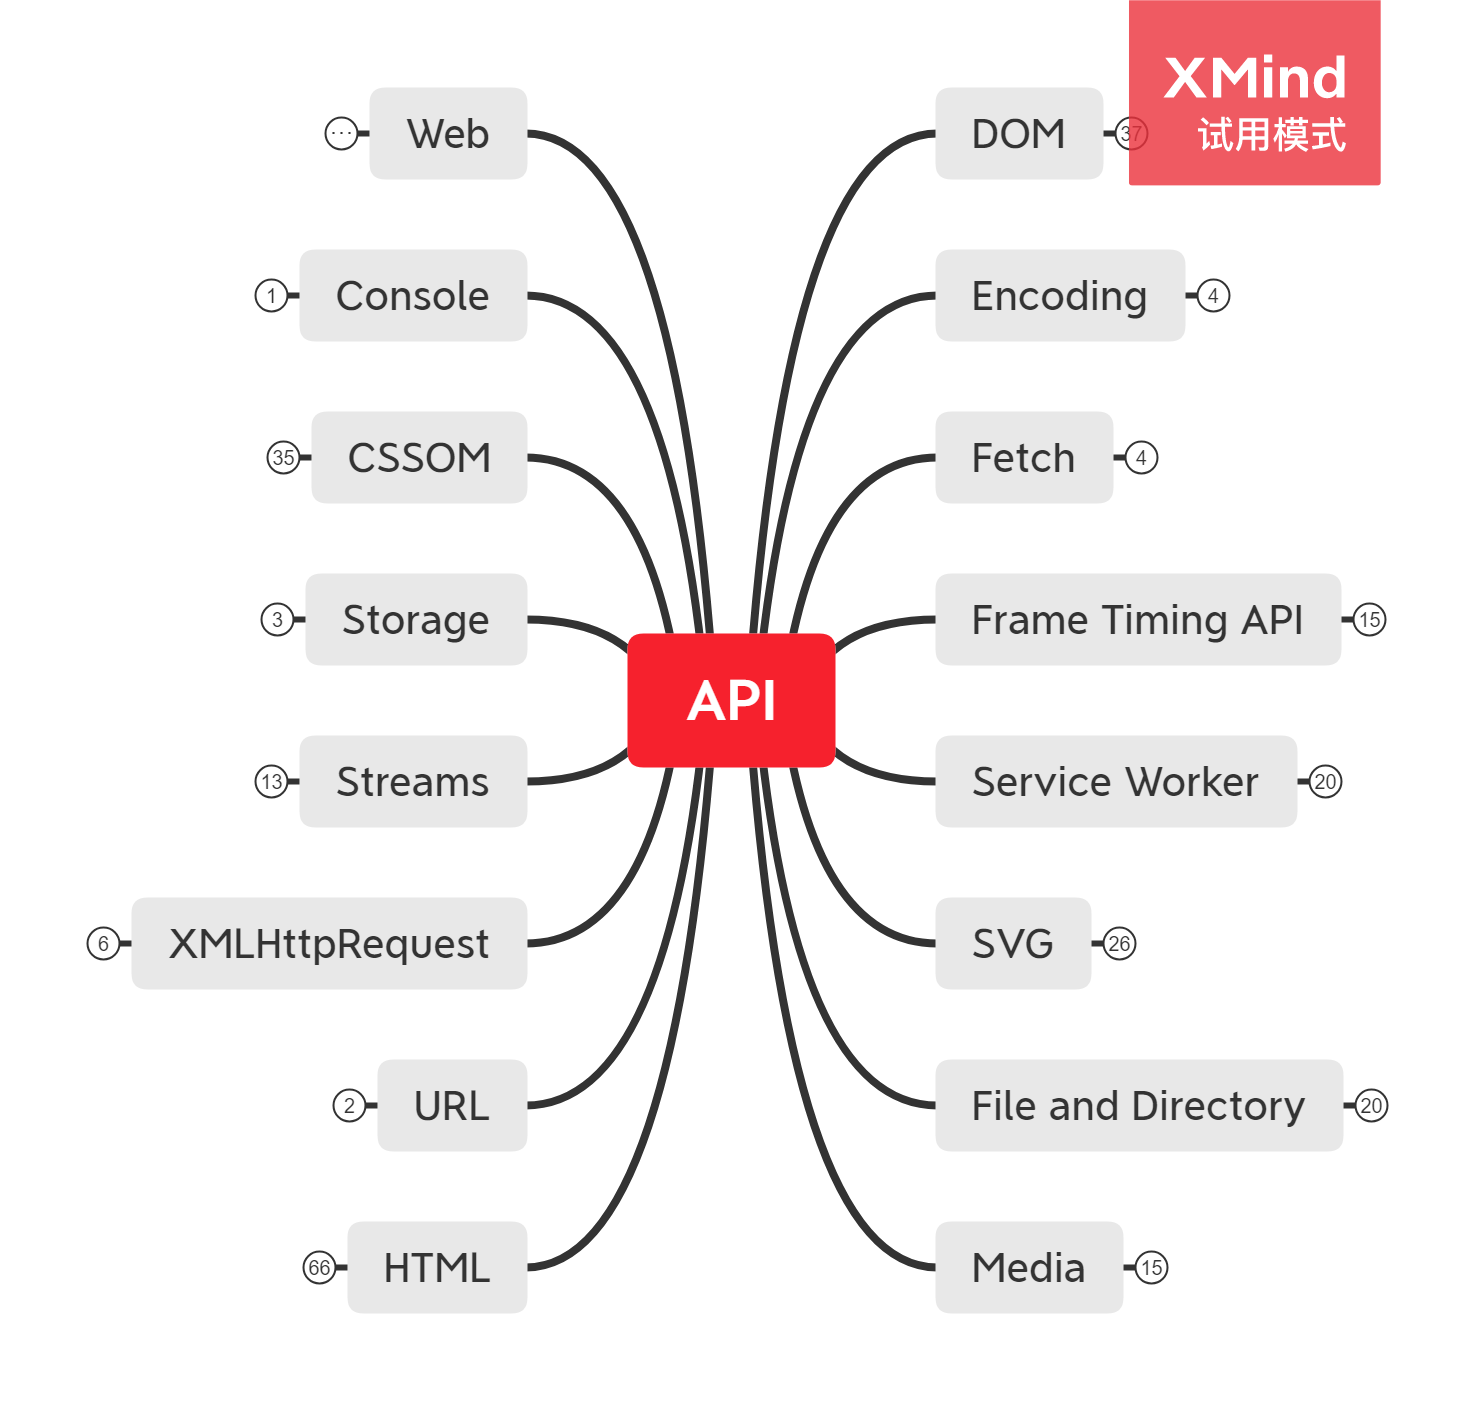 XMind
试用模式
... Web
DOM 37
1 Console
Encoding 4
35 CSSOM
Fetch 4
3 Storage
Frame Timing API 15
API
13 Streams
Service Worker 20
6 XMLHttpRequest
SVG 26
2 URL
File and Directory 20
66 HTML
Media 15